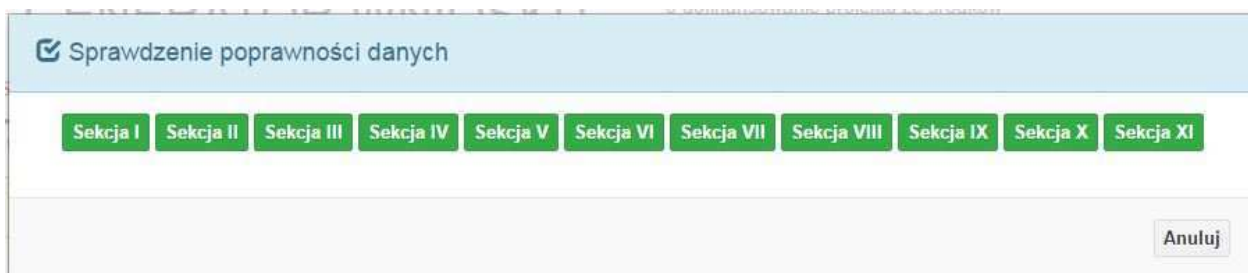 Sprawdzenie poprawności danych
Sekcja I Sekcja II Sekcja III Sekcja IV Sekcja V Sekcja VI Sekcja VII Sekcja VIII Sekcja IX Sekcja X Sekcja XI
Anuluj